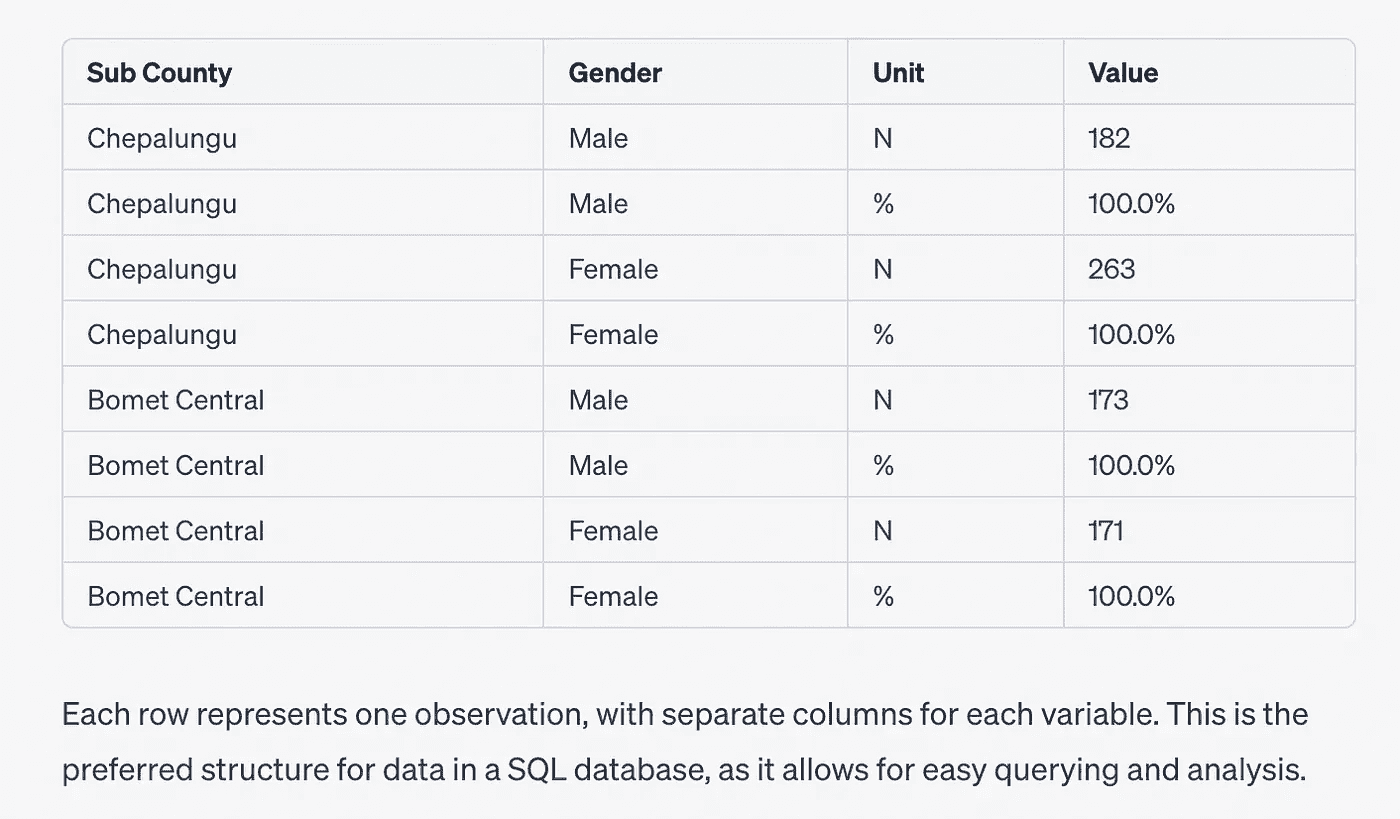 Sub County Gender Unit Value
Chepalungu Male N 182
Chepalungu Male % 100.0%
Chepalungu Female N 263
Chepalungu Female % 100.0%
Bomet Central Male N 173
Bomet Central Male % 100.0%
Bomet Central Female N 171
Bomet Central Female % 100.0%
Each row represents one observation, with separate columns for each variable. This is the
preferred structure for data in a SQL database, as it allows for easy querying and analysis.